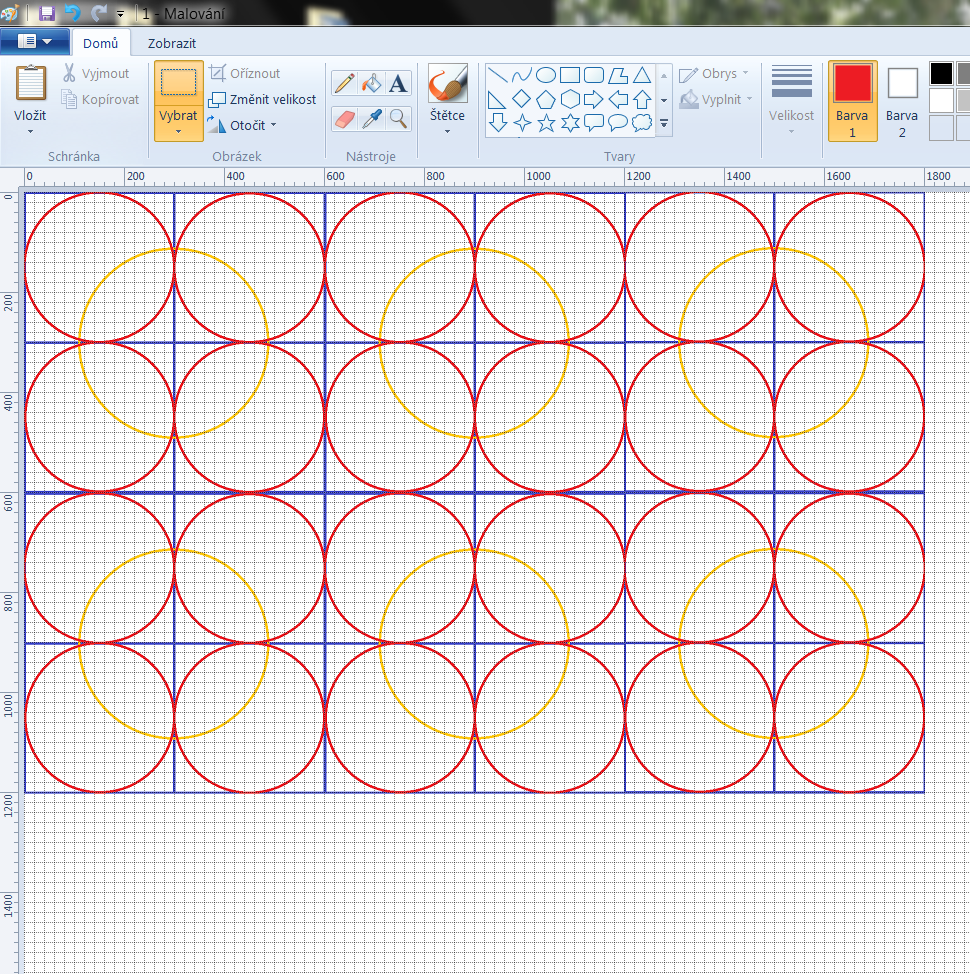 1 - Malování
Domů Zobrazit
Vložit
Vyjmout
Kopírovat
Schránka
Vybrat
Oříznout
Změnit velikost
Otočit
Obrázek
A
Nástroje
Štětce
Obrys
Vyplnit
Tvary
Velikost
Barva
1
Barva
2
0 200 400 600 800 1000 1200 1400 1600 1800
0
200
400
600
800
1000
1200
1400